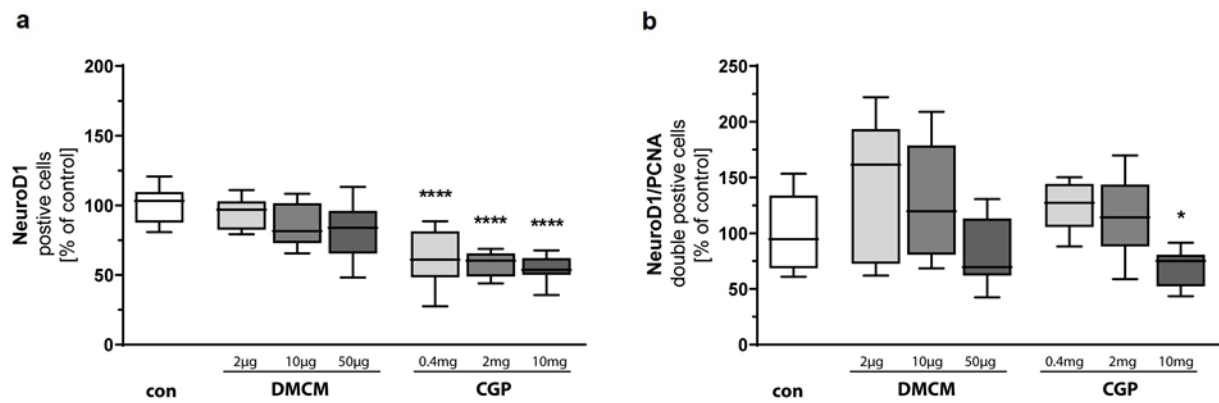 a
NeuroD1
postive cells
[% of control]
200
150
100
50
0
****
****
****
2µg 10µg 50µg 0.4mg 2mg 10mg
con DMCM CGP
b
NeuroD1/PCNA
double postive cells
[% of control]
250
200
150
100
50
0
*
2µg 10µg 50µg 0.4mg 2mg 10mg
con DMCM CGP